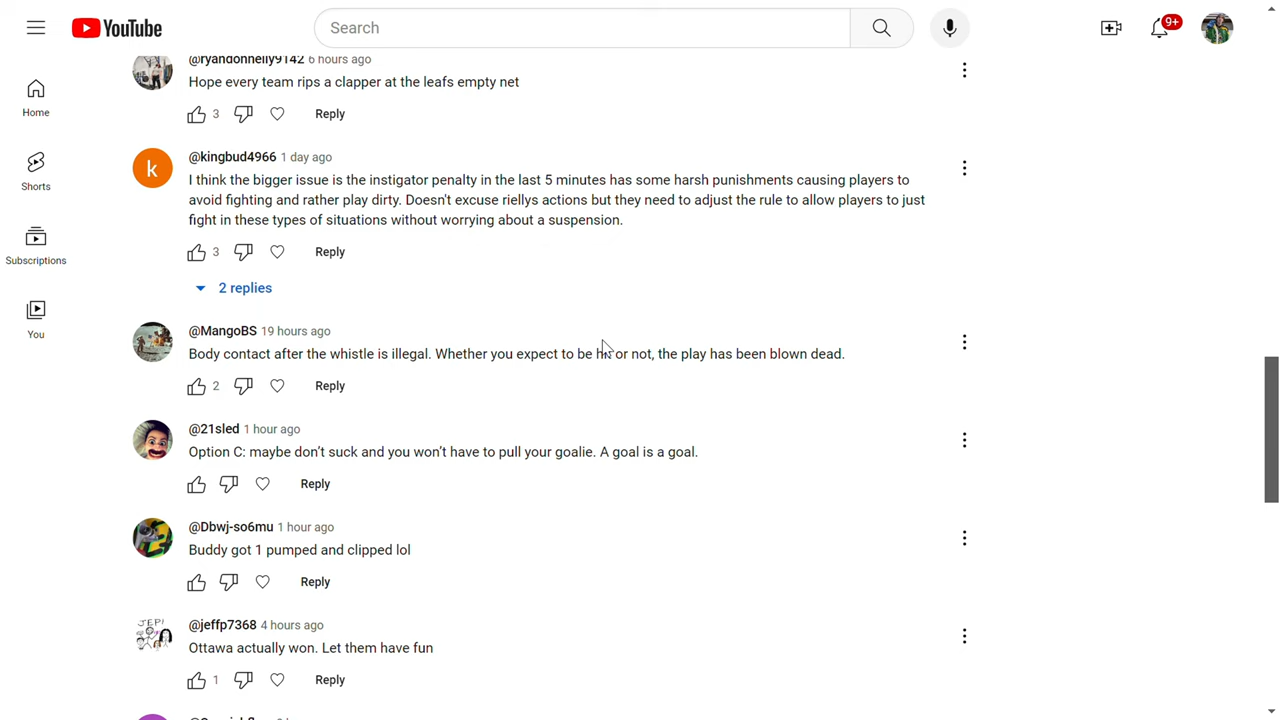 YouTube
Search
9+
Home
Shorts
Subscriptions
You
@ryandonnelly9142 6 hours ago
Hope every team rips a clapper at the leafs empty net
3 Reply
k
@kingbud4966 1 day ago
I think the bigger issue is the instigator penalty in the last 5 minutes has some harsh punishments causing players to
avoid fighting and rather play dirty. Doesn't excuse riellys actions but they need to adjust the rule to allow players to just
fight in these types of situations without worrying about a suspension.
3 Reply
2 replies
@MangoBS 19 hours ago
Body contact after the whistle is illegal. Whether you expect to be hit or not, the play has been blown dead.
2 Reply
@21sled 1 hour ago
Option C: maybe don't suck and you won't have to pull your goalie. A goal is a goal.
Reply
@Dbwj-so6mu 1 hour ago
Buddy got 1 pumped and clipped lol
Reply
JEP!
@jeffp7368 4 hours ago
Ottawa actually won. Let them have fun
1 Reply